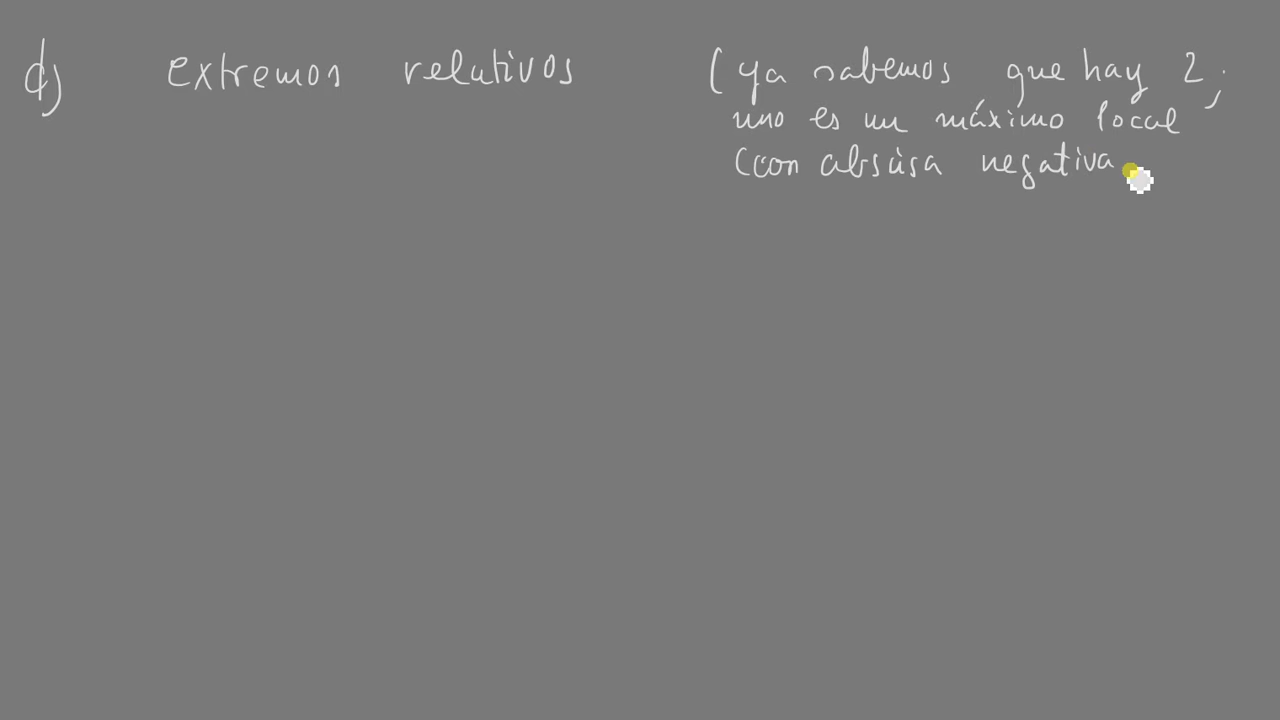 d) extremos relativos (ya sabemos que hay 2;
uno es un máximo local
(con abscisa negativa